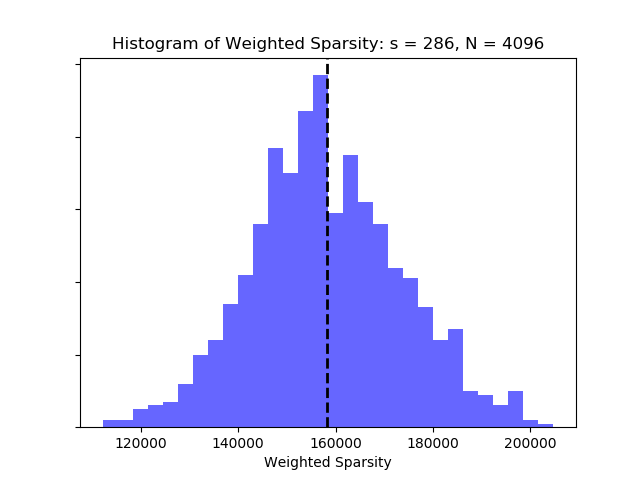 Histogram of Weighted Sparsity: s = 286, N = 4096
120000 140000 160000 180000 200000
Weighted Sparsity